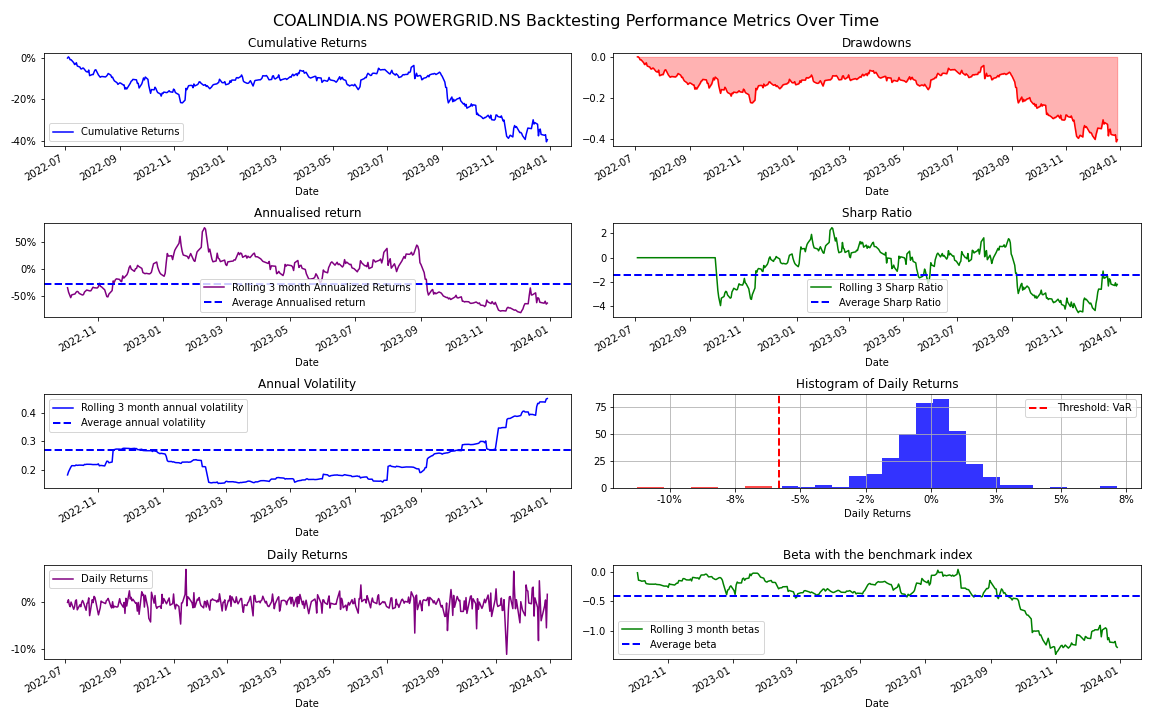 COALINDIA.NS POWERGRID.NS Backtesting Performance Metrics Over Time
Cumulative Returns
0%
-20%
-40%
Cumulative Returns
2022-07 2022-09 2022-11 2023-01 2023-03 2023-05 2023-07 2023-09 2023-11 2024-01
Date
Drawdowns
0.0
−0.2
−0.4
2022-07 2022-09 2022-11 2023-01 2023-03 2023-05 2023-07 2023-09 2023-11 2024-01
Date
Annualised return
50%
0%
-50%
Rolling 3 month Annualized Returns
Average Annualised return
2022-11 2023-01 2023-03 2023-05 2023-07 2023-09 2023-11 2024-01
Date
Sharp Ratio
2
0
−2
−4
Rolling 3 Sharp Ratio
Average Sharp Ratio
2022-07 2022-09 2022-11 2023-01 2023-03 2023-05 2023-07 2023-09 2023-11 2024-01
Date
Annual Volatility
0.4
0.3
0.2
Rolling 3 month annual volatility
Average annual volatility
2022-11 2023-01 2023-03 2023-05 2023-07 2023-09 2023-11 2024-01
Date
Histogram of Daily Returns
75
50
25
0
Threshold: VaR
-10% -8% -5% -2% 0% 3% 5% 8%
Daily Returns
Daily Returns
0%
-10%
Daily Returns
2022-07 2022-09 2022-11 2023-01 2023-03 2023-05 2023-07 2023-09 2023-11 2024-01
Date
Beta with the benchmark index
0.0
−0.5
−1.0
Rolling 3 month betas
Average beta
2022-11 2023-01 2023-03 2023-05 2023-07 2023-09 2023-11 2024-01
Date